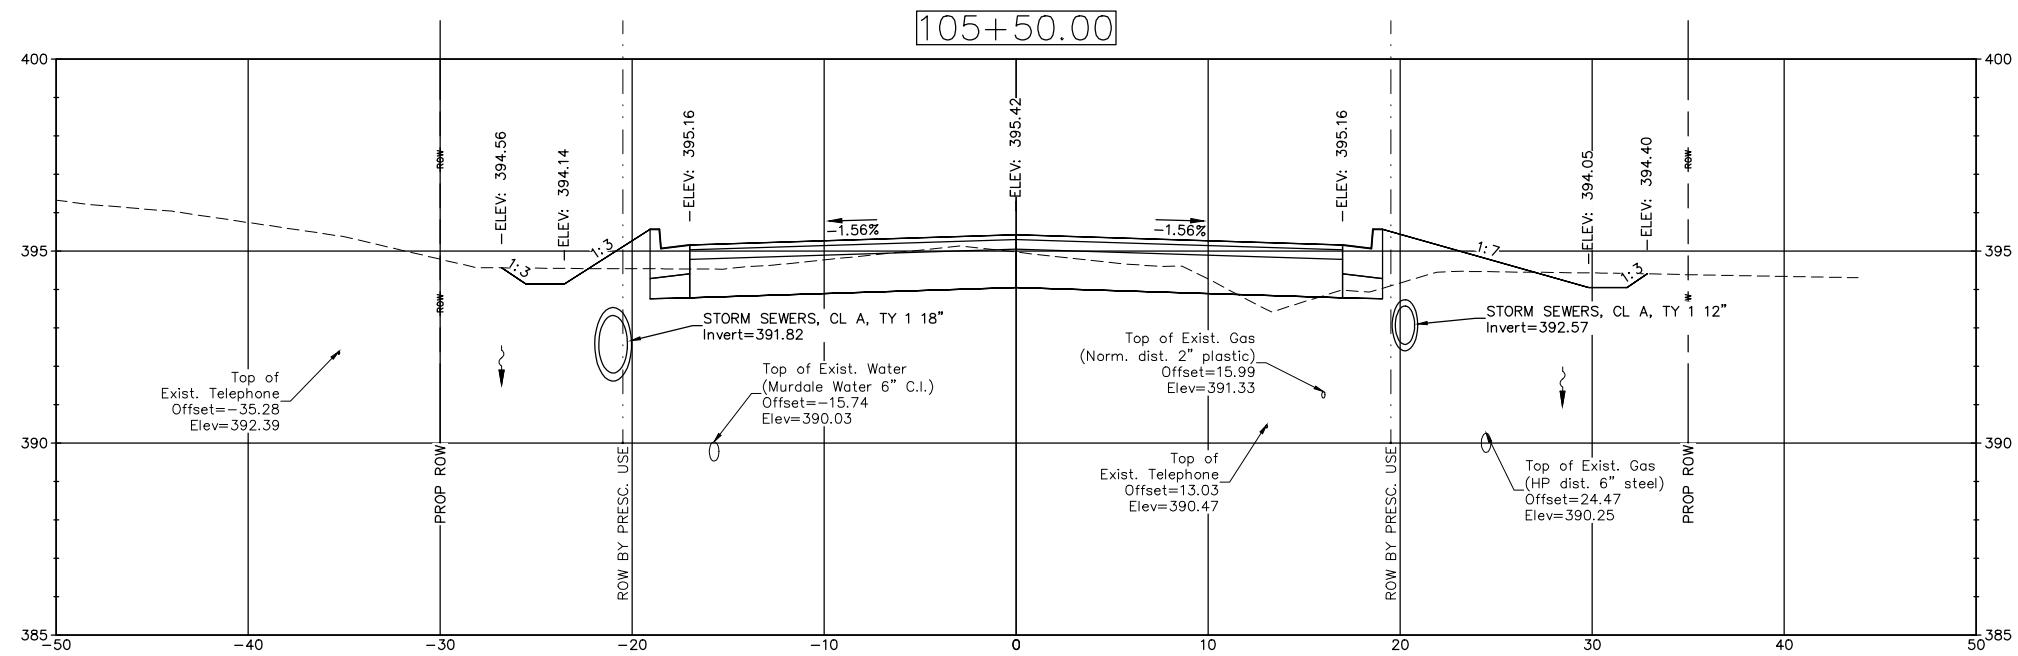 105+50.00
400
400
ELEV: 394.56
ELEV: 394.14
ELEV: 395.16
ELEV: 395.42
ELEV: 395.16
ELEV: 394.05
ELEV: 394.40
ROW
ROW
-1.56%
-1.56%
395
395
1:3
1:3
1:7
1:3
ROW
STORM SEWERS, CL A, TY 1 18"
Invert=391.82
STORM SEWERS, CL A, TY 1 12"
Invert=392.57
Top of
Exist. Telephone
Offset=-35.28
Elev=392.39
Top of Exist. Water
(Murdale Water 6" C.I.)
Offset=-15.74
Elev=390.03
Top of Exist. Gas
(Norm. dist. 2" plastic)
Offset=15.99
Elev=391.33
390
390
Top of
Exist. Telephone
Offset=13.03
Elev=390.47
Top of Exist. Gas
(HP dist. 6" steel)
Offset=24.47
Elev=390.25
PROP ROW
ROW BY PRESC. USE
ROW BY PRESC. USE
PROP ROW
385
385
-50
-40
-30
-20
-10
0
10
20
30
40
50